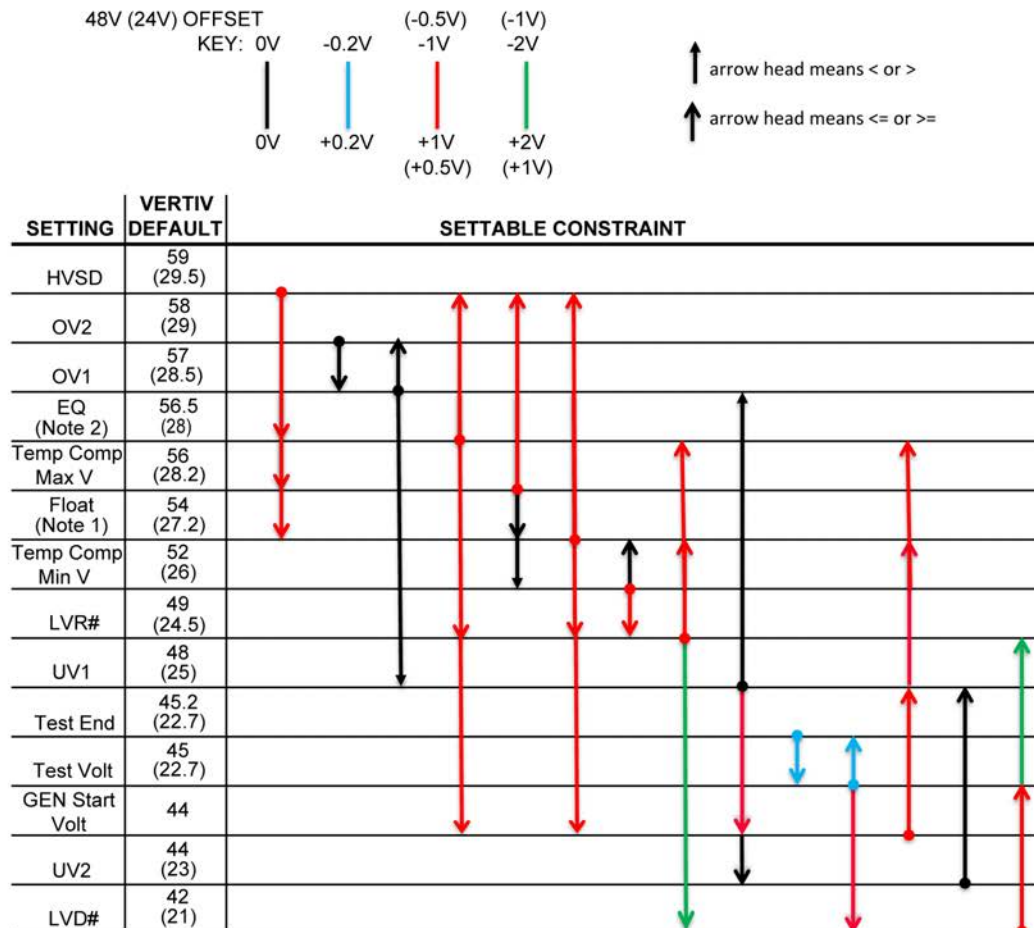 48V (24V) OFFSET (-0.5V) (-1V)
KEY: 0V -0.2V -1V -2V
arrow head means < or >
arrow head means <= or >=
0V +0.2V +1V +2V
(+0.5V) (+1V)
VERTIV
SETTING DEFAULT SETTABLE CONSTRAINT
HVSD 59
(29.5)
OV2 58
(29)
OV1 57
(28.5)
EQ 56.5
(Note 2) (28)
Temp Comp 56
Max V (28.2)
Float 54
(Note 1) (27.2)
Temp Comp 52
Min V (26)
LVR# 49
(24.5)
UV1 48
(25)
Test End 45.2
(22.7)
Test Volt 45
(22.7)
GEN Start 44
Volt
UV2 44
(23)
LVD# 42
(21)